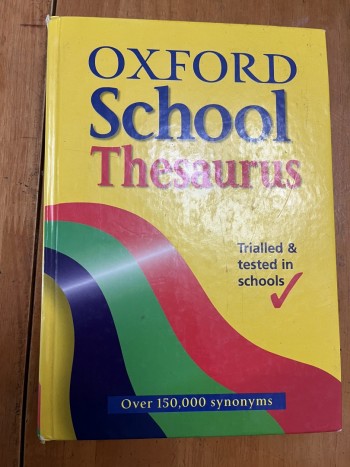 OXFORD
School
Thesaurus
Trialled &
tested in
schools
Over 150,000 synonyms